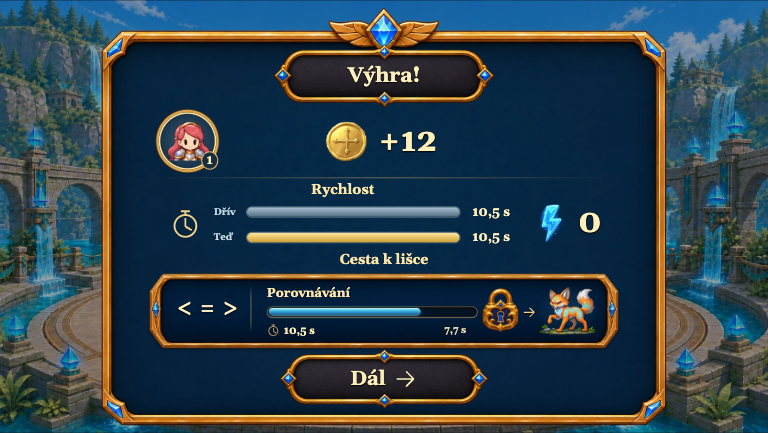 Výhra!
1
+12
Rychlost
Dřív 10,5 s
Teď 10,5 s
0
Cesta k lišce
< = >
Porovnávání
10,5 s 7,7 s
→
Dál →